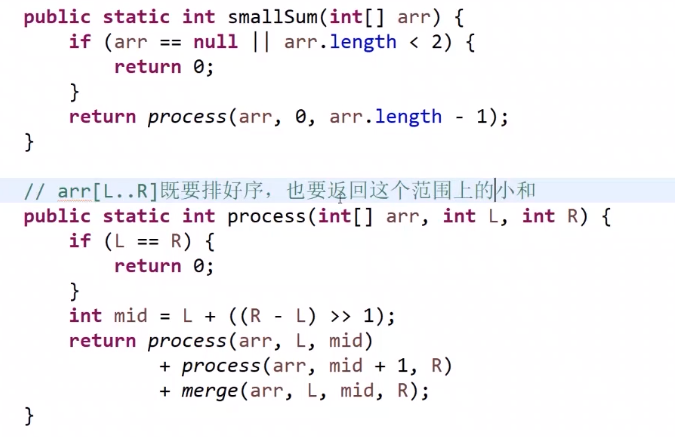 public static int smallSum(int[] arr) {
    if (arr == null || arr.length < 2) {
        return 0;
    }
    return process(arr, 0, arr.length - 1);
}

// arr[L..R]既要排好序，也要返回这个范围上的小和
public static int process(int[] arr, int L, int R) {
    if (L == R) {
        return 0;
    }
    int mid = L + ((R - L) >> 1);
    return process(arr, L, mid)
            + process(arr, mid + 1, R)
            + merge(arr, L, mid, R);
}